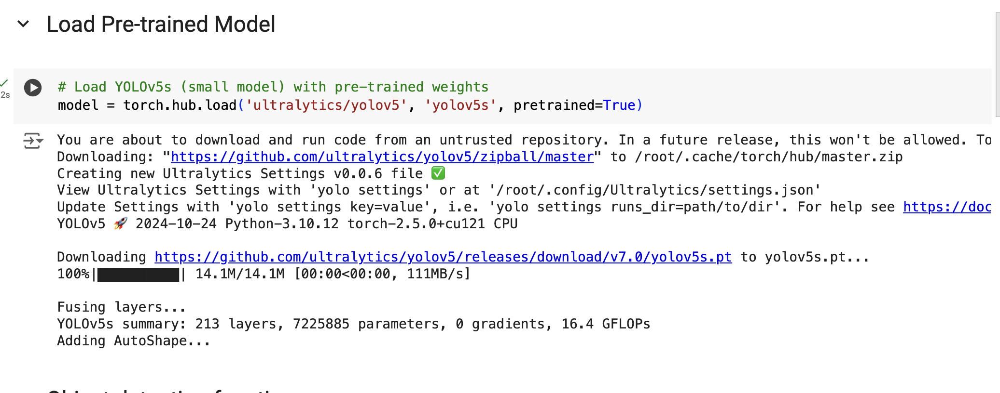 Load Pre-trained Model
2s
# Load YOLOv5s (small model) with pre-trained weights
model = torch.hub.load('ultralytics/yolov5', 'yolov5s', pretrained=True)
You are about to download and run code from an untrusted repository. In a future release, this won't be allowed. To
Downloading: "https://github.com/ultralytics/yolov5/zipball/master" to /root/.cache/torch/hub/master.zip
Creating new Ultralytics Settings v0.0.6 file ✅
View Ultralytics Settings with 'yolo settings' or at '/root/.config/Ultralytics/settings.json'
Update Settings with 'yolo settings key=value', i.e. 'yolo settings runs_dir=path/to/dir'. For help see https://doc
YOLOv5 🚀 2024-10-24 Python-3.10.12 torch-2.5.0+cu121 CPU
Downloading https://github.com/ultralytics/yolov5/releases/download/v7.0/yolov5s.pt to yolov5s.pt...
100%|██████████| 14.1M/14.1M [00:00<00:00, 111MB/s]
Fusing layers...
YOLOv5s summary: 213 layers, 7225885 parameters, 0 gradients, 16.4 GFLOPs
Adding AutoShape...